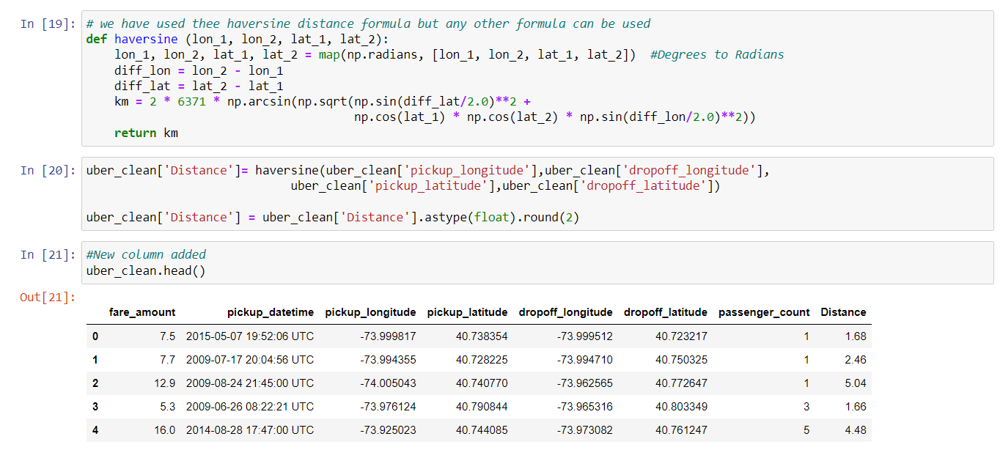 In [19]: # we have used thee haversine distance formula but any other formula can be used
def haversine (lon_1, lon_2, lat_1, lat_2):
    lon_1, lon_2, lat_1, lat_2 = map(np.radians, [lon_1, lon_2, lat_1, lat_2])  #Degrees to Radians
    diff_lon = lon_2 - lon_1
    diff_lat = lat_2 - lat_1
    km = 2 * 6371 * np.arcsin(np.sqrt(np.sin(diff_lat/2.0)**2 +
                                      np.cos(lat_1) * np.cos(lat_2) * np.sin(diff_lon/2.0)**2))
    return km
In [20]: uber_clean['Distance']= haversine(uber_clean['pickup_longitude'],uber_clean['dropoff_longitude'],
                             uber_clean['pickup_latitude'],uber_clean['dropoff_latitude'])
uber_clean['Distance'] = uber_clean['Distance'].astype(float).round(2)
In [21]: #New column added
uber_clean.head()
Out[21]:
fare_amount pickup_datetime pickup_longitude pickup_latitude dropoff_longitude dropoff_latitude passenger_count Distance
0 7.5 2015-05-07 19:52:06 UTC -73.999817 40.738354 -73.999512 40.723217 1 1.68
1 7.7 2009-07-17 20:04:56 UTC -73.994355 40.728225 -73.994710 40.750325 1 2.46
2 12.9 2009-08-24 21:45:00 UTC -74.005043 40.740770 -73.962565 40.772647 1 5.04
3 5.3 2009-06-26 08:22:21 UTC -73.976124 40.790844 -73.965316 40.803349 3 1.66
4 16.0 2014-08-28 17:47:00 UTC -73.925023 40.744085 -73.973082 40.761247 5 4.48